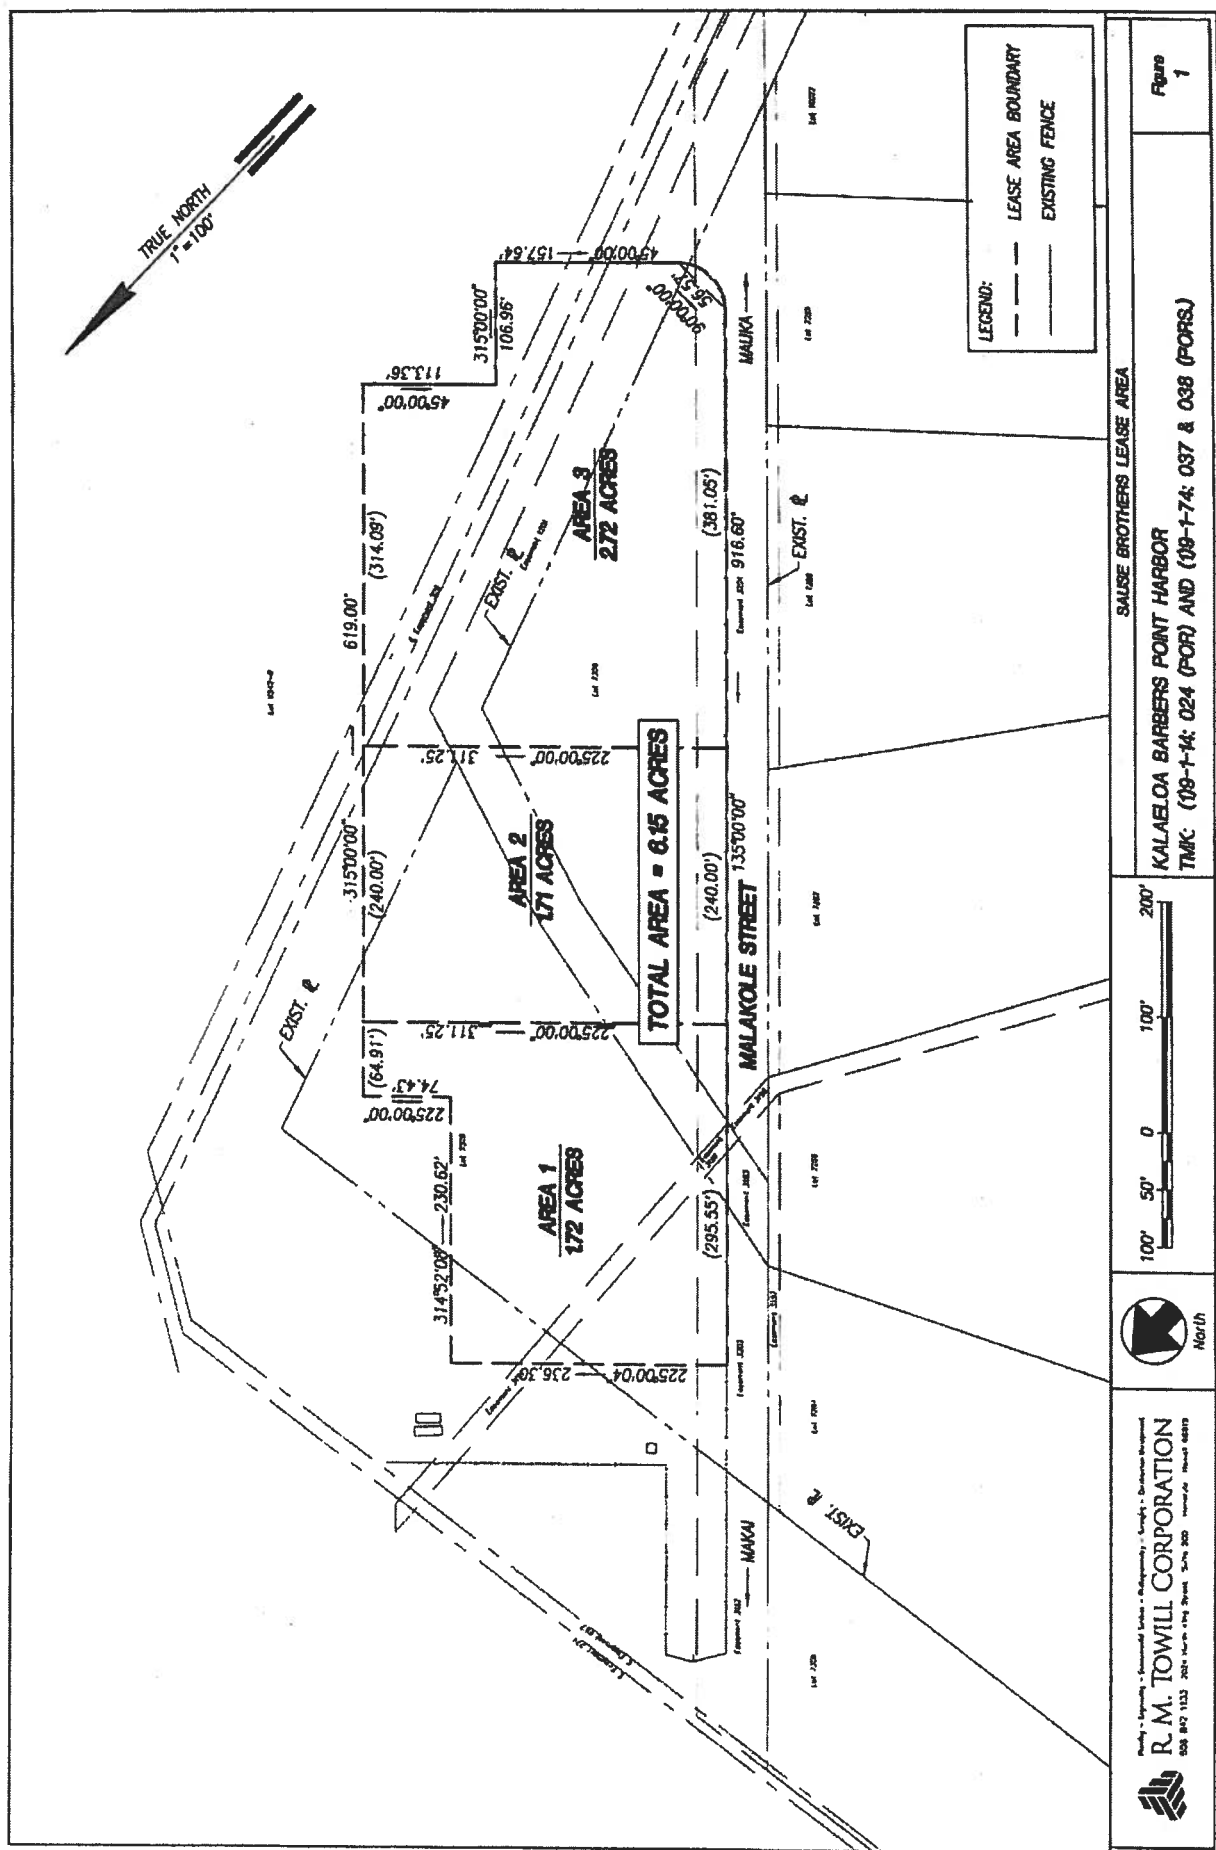 TRUE NORTH
1"=100'
LEGEND:
LEASE AREA BOUNDARY
EXISTING FENCE
45°00'00"
157.64'
315°00'00"
106.96'
113.36'
45°00'00"
90°00'00"
56.57'
MAUKA
619.00'
(314.09')
AREA 3
2.72 ACRES
(381.05')
916.60'
EXIST. PL
EXIST. PL
311.25'
225°00'00"
315°00'00"
(240.00')
AREA 2
1.71 ACRES
TOTAL AREA = 6.15 ACRES
(240.00')
135°00'00"
MALAKOLE STREET
EXIST. PL
311.25'
225°00'00"
(64.91')
74.43'
225°00'00"
314°52'08"
230.62'
AREA 1
1.72 ACRES
(295.55')
236.30'
225°00'04"
MAKAI
EXIST. PL
SAUSE BROTHERS LEASE AREA
KALAELOA BARBERS POINT HARBOR
TMK: (1)9-1-14: 024 (POR) AND (1)9-1-74: 037 & 038 (PORS.)
Figure
1
100' 50' 0 100' 200'
North
R. M. TOWILL CORPORATION